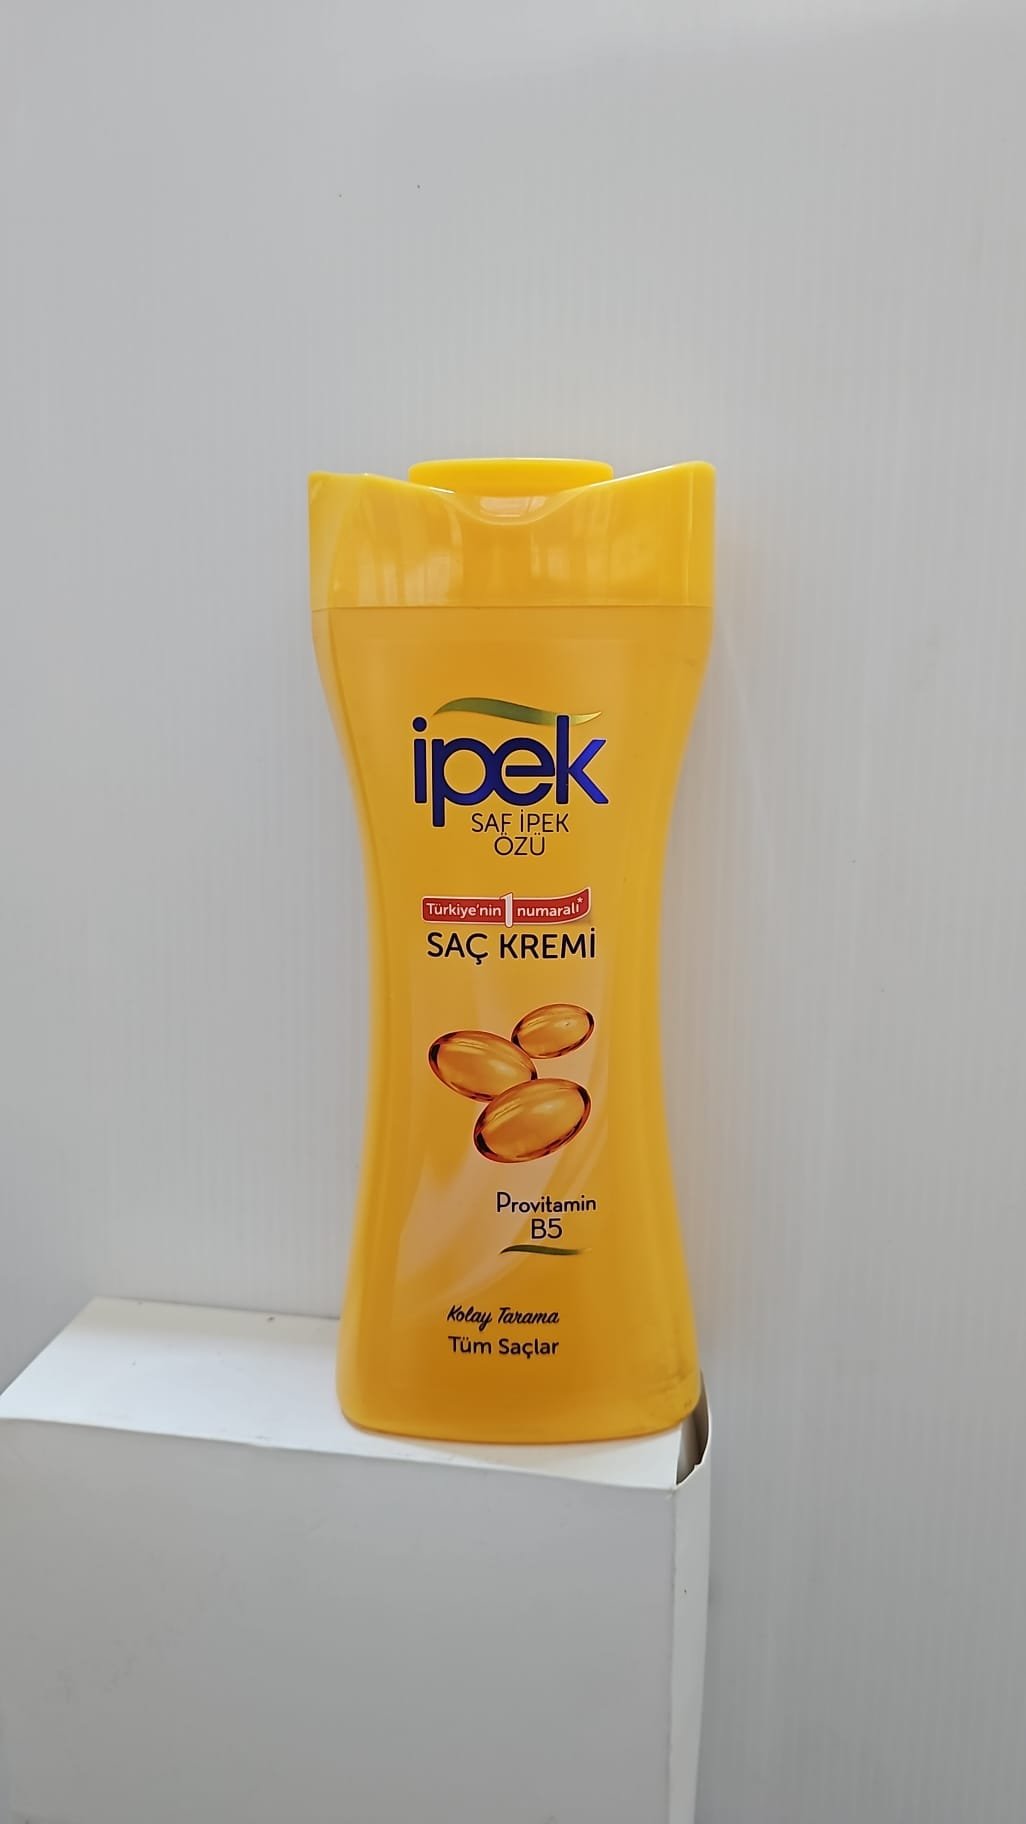 ipek
SAF İPEK
ÖZÜ
Türkiye'nin 1 numaralı*
SAÇ KREMİ
Provitamin
B5
Kolay Tarama
Tüm Saçlar